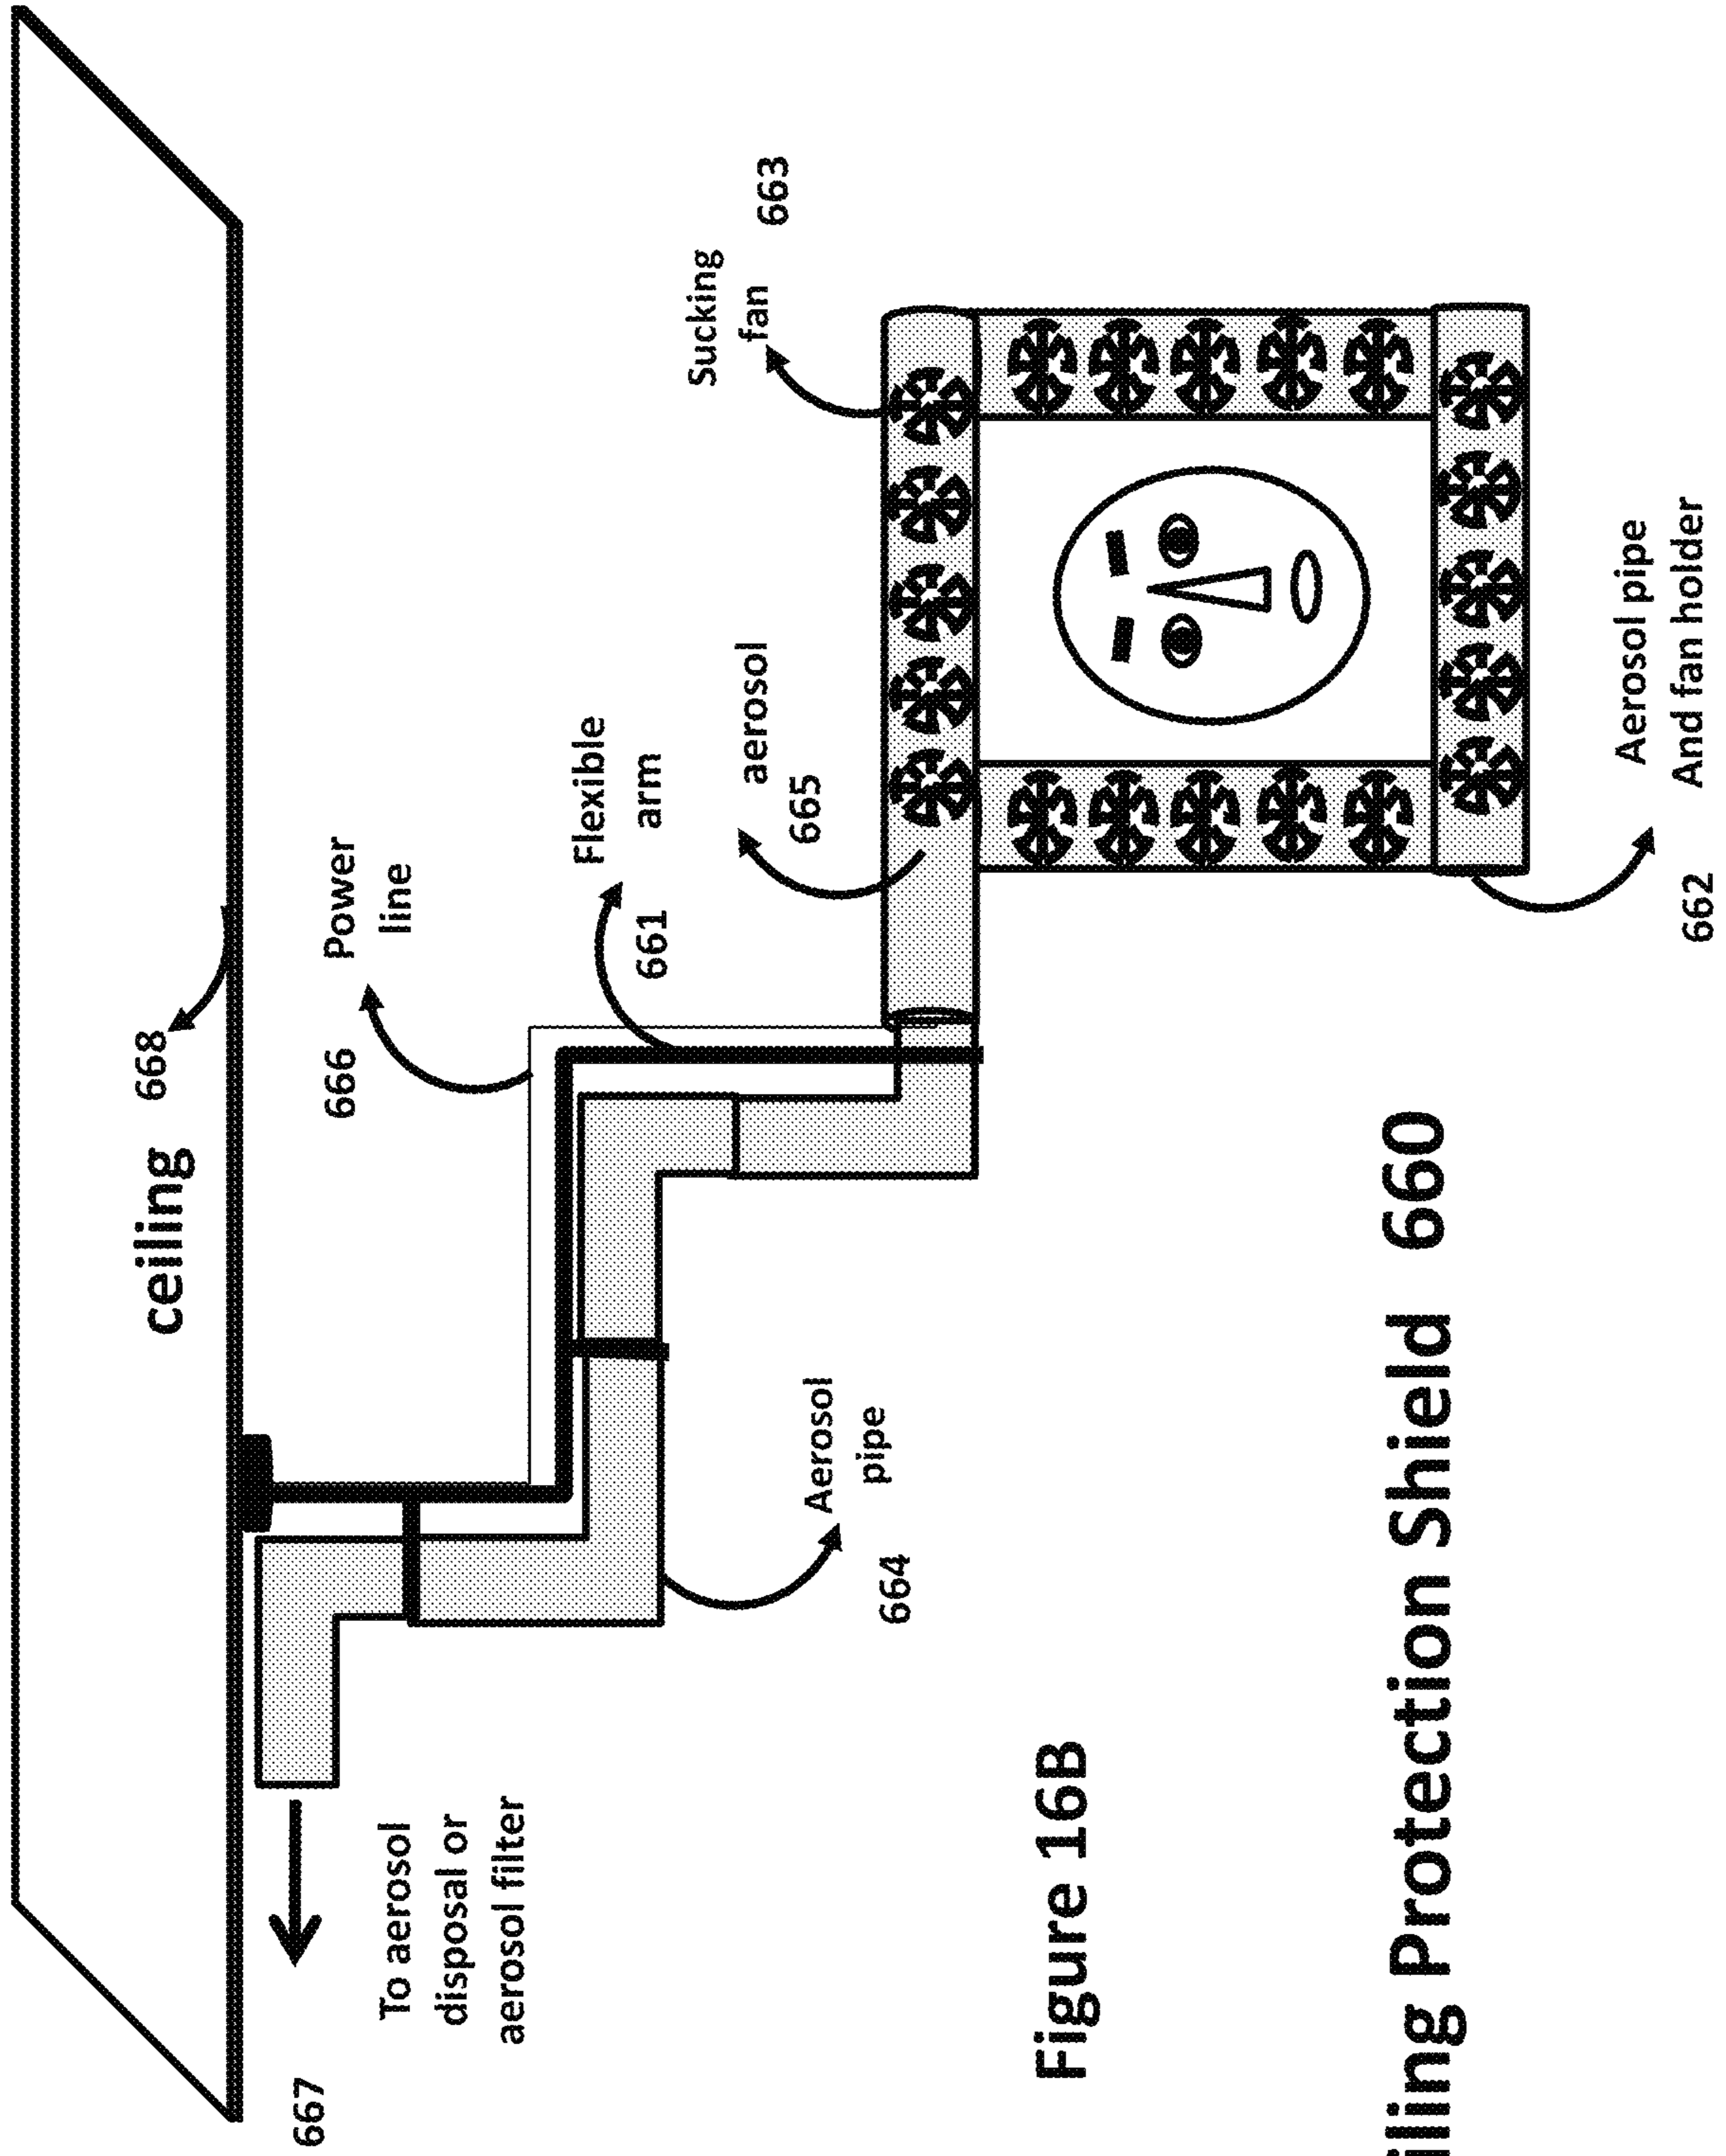 ceiling 668
667
To aerosol
disposal or
aerosol filter
666
Power
line
Flexible
arm
661
Sucking
fan
663
aerosol
665
Aerosol
pipe
664
Figure 16B
Protection Shield 660
Aerosol pipe
And fan holder
662